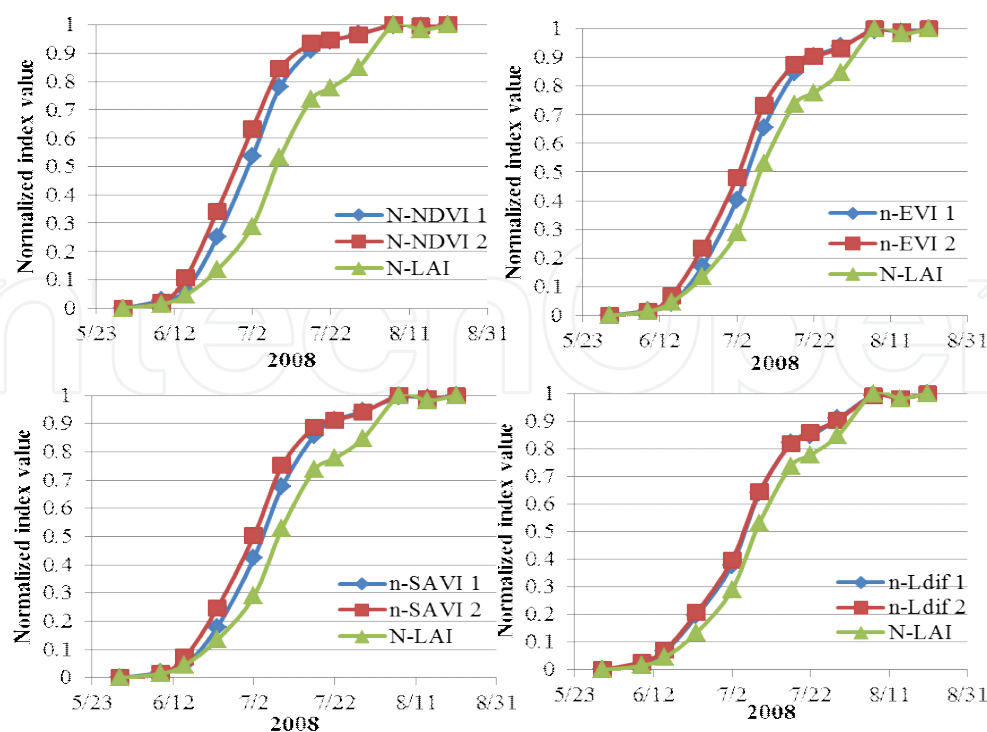 Normalized index value
1
0.9
0.8
0.7
0.6
0.5
0.4
0.3
0.2
0.1
0
N-NDVI 1
N-NDVI 2
N-LAI
5/23 6/12 7/2 7/22 8/11 8/31
2008
Normalized index value
1
0.9
0.8
0.7
0.6
0.5
0.4
0.3
0.2
0.1
0
n-EVI 1
n-EVI 2
N-LAI
5/23 6/12 7/2 7/22 8/11 8/31
2008
Normalized index value
1
0.9
0.8
0.7
0.6
0.5
0.4
0.3
0.2
0.1
0
n-SAVI 1
n-SAVI 2
N-LAI
5/23 6/12 7/2 7/22 8/11 8/31
2008
Normalized index value
1
0.9
0.8
0.7
0.6
0.5
0.4
0.3
0.2
0.1
0
n-Ldif 1
n-Ldif 2
N-LAI
5/23 6/12 7/2 7/22 8/11 8/31
2008